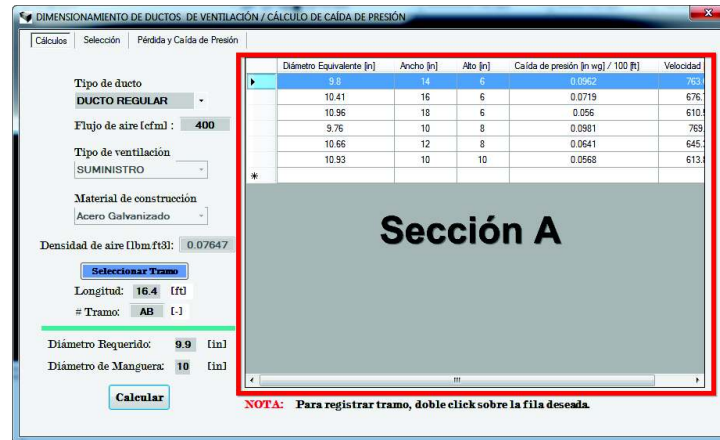 DIMENSIONAMIENTO DE DUCTOS DE VENTILACIÓN / CÁLCULO DE CAÍDA DE PRESIÓN
Cálculos Selección Pérdida y Caída de Presión
Tipo de ducto
DUCTO REGULAR
Flujo de aire [cfm] : 400
Tipo de ventilación
SUMINISTRO
Material de construcción
Acero Galvanizado
Densidad de aire [lbm/ft3]: 0.07647
Seleccionar Tramo
Longitud: 16.4 [ft]
# Tramo: AB [-]
Diámetro Requerido: 9.9 [in]
Diámetro de Manguera: 10 [in]
Calcular
Diámetro Equivalente [in] Ancho [in] Alto [in] Caída de presión [in wg] / 100 [ft] Velocidad
9.8 14 6 0.0962 763.
10.41 16 6 0.0719 676.
10.96 18 6 0.056 610.
9.76 10 8 0.0981 769.
10.66 12 8 0.0641 645.
10.93 10 10 0.0568 613.
*
Sección A
NOTA: Para registrar tramo, doble click sobre la fila deseada.